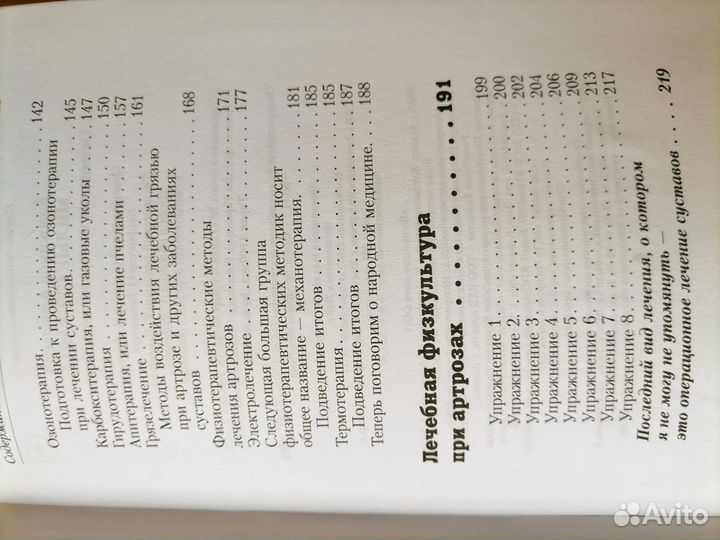 Содержан
Озонотерапия. . . . . . . . . . . . . . . . . . . . 142
Подготовка к проведению озонотерапии
при лечении суставов. . . . . . . . . . . . . . 145
Карбокситерапия, или газовые уколы . . . . . 147
Гирудотерапия . . . . . . . . . . . . . . . . . . . 150
Апитерапия, или лечение пчелами . . . . . . . 157
Грязелечение . . . . . . . . . . . . . . . . . . . . 161
Методы воздействия лечебной грязью
при артрозе и других заболеваниях
суставов . . . . . . . . . . . . . . . . . . . . . 168
Физиотерапевтические методы
лечения артрозов . . . . . . . . . . . . . . . . . 171
Электролечение . . . . . . . . . . . . . . . . . . 177
Следующая большая группа
физиотерапевтических методик носит
общее название — механотерапия. . . . . . . . 181
Подведение итогов . . . . . . . . . . . . . . . 185
Термотерапия . . . . . . . . . . . . . . . . . . . 185
Подведение итогов . . . . . . . . . . . . . . . 187
Теперь поговорим о народной медицине. . . . 188
Лечебная физкультура
при артрозах . . . . . . . . . . . 191
Упражнение 1. . . . . . . . . . . . . . . . . . 199
Упражнение 2. . . . . . . . . . . . . . . . . . 200
Упражнение 3. . . . . . . . . . . . . . . . . . 202
Упражнение 4. . . . . . . . . . . . . . . . . . 204
Упражнение 5. . . . . . . . . . . . . . . . . . 206
Упражнение 6. . . . . . . . . . . . . . . . . . 209
Упражнение 7. . . . . . . . . . . . . . . . . . 213
Упражнение 8. . . . . . . . . . . . . . . . . . 217
Последний вид лечения, о котором
я не могу не упомянуть —
это операционное лечение суставов . . . . 219
Avito